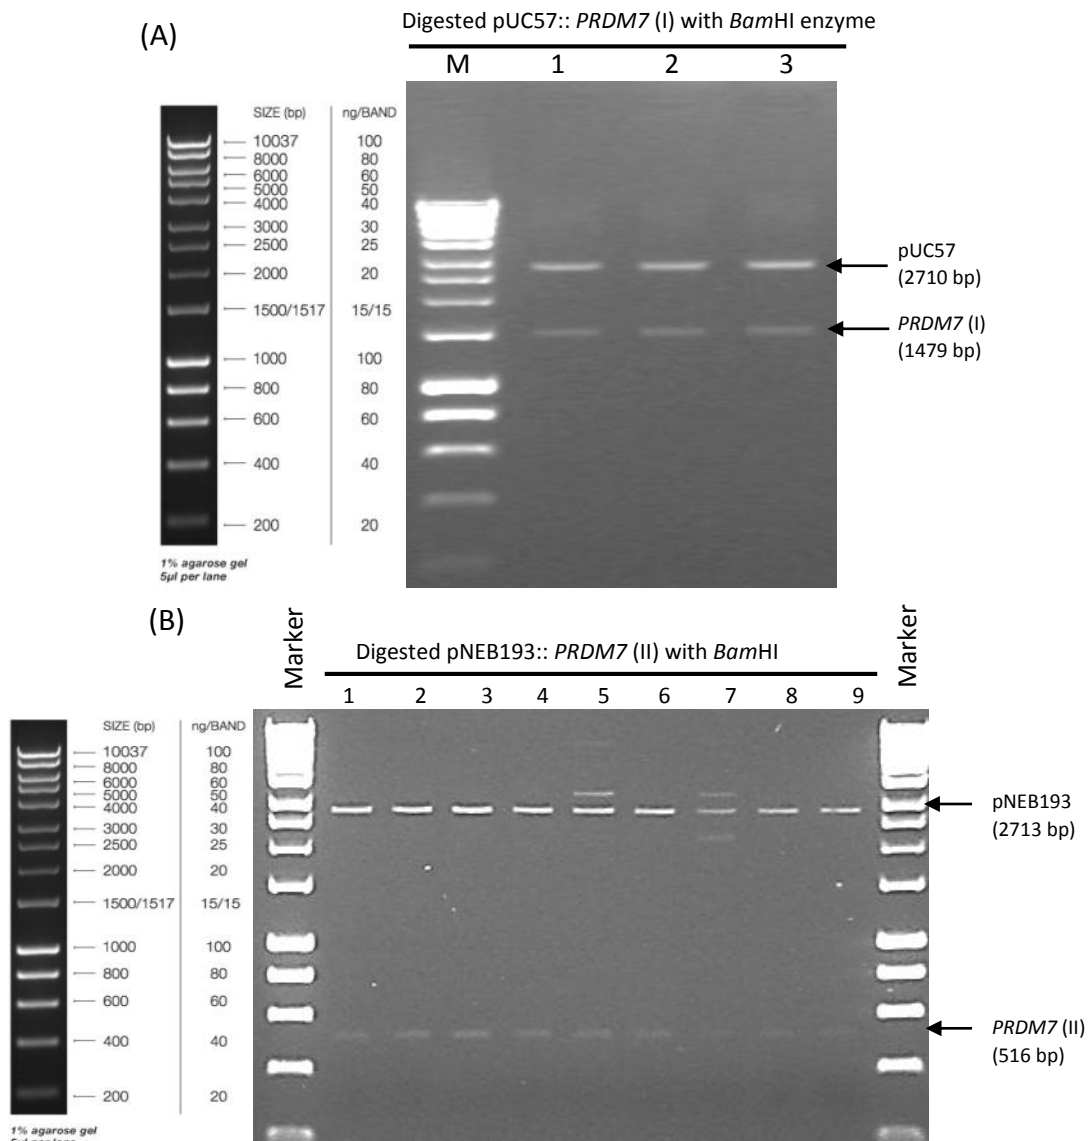 (A)
Digested pUC57:: PRDM7 (I) with BamHI enzyme
M 1 2 3
SIZE (bp) ng/BAND
10037 100
8000 80
6000 60
5000 50
4000 40
3000 30
2500 25
2000 20
1500/1517 15/15
1000 100
800 80
600 60
400 40
200 20
1% agarose gel
5µl per lane
pUC57
(2710 bp)
PRDM7 (I)
(1479 bp)
(B)
Marker
Digested pNEB193:: PRDM7 (II) with BamHI
Marker
1 2 3 4 5 6 7 8 9
SIZE (bp) ng/BAND
10037 100
8000 80
6000 60
5000 50
4000 40
3000 30
2500 25
2000 20
1500/1517 15/15
1000 100
800 80
600 60
400 40
200 20
1% agarose gel
pNEB193
(2713 bp)
PRDM7 (II)
(516 bp)